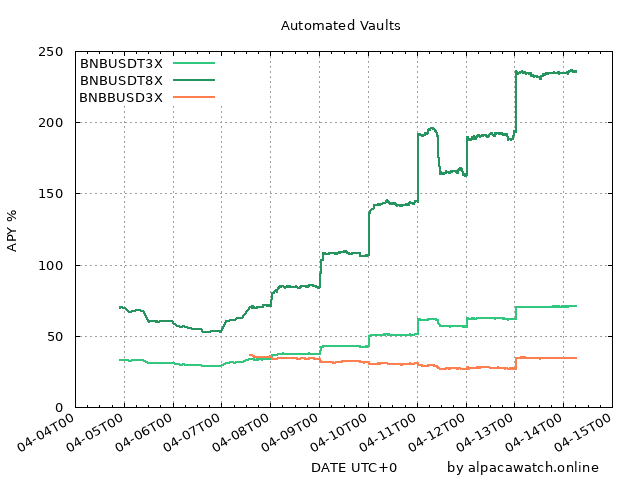 Automated Vaults
250
200
150
100
50
0
APY %
BNBUSDT3X
BNBUSDT8X
BNBBUSD3X
04-04T00
04-05T00
04-06T00
04-07T00
04-08T00
04-09T00
04-10T00
04-11T00
04-12T00
04-13T00
04-14T00
04-15T00
DATE UTC+0
by alpacawatch.online